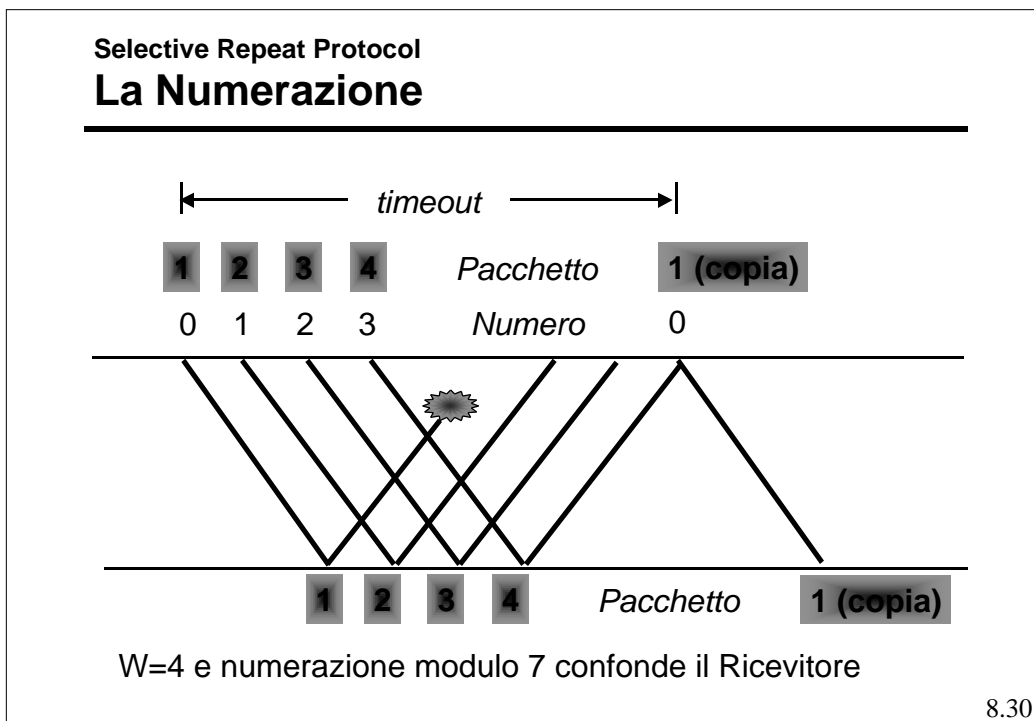 Selective Repeat Protocol
La Numerazione
timeout
1 2 3 4 Pacchetto 1 (copia)
0 1 2 3 Numero 0
1 2 3 4 Pacchetto 1 (copia)
W=4 e numerazione modulo 7 confonde il Ricevitore
8.30